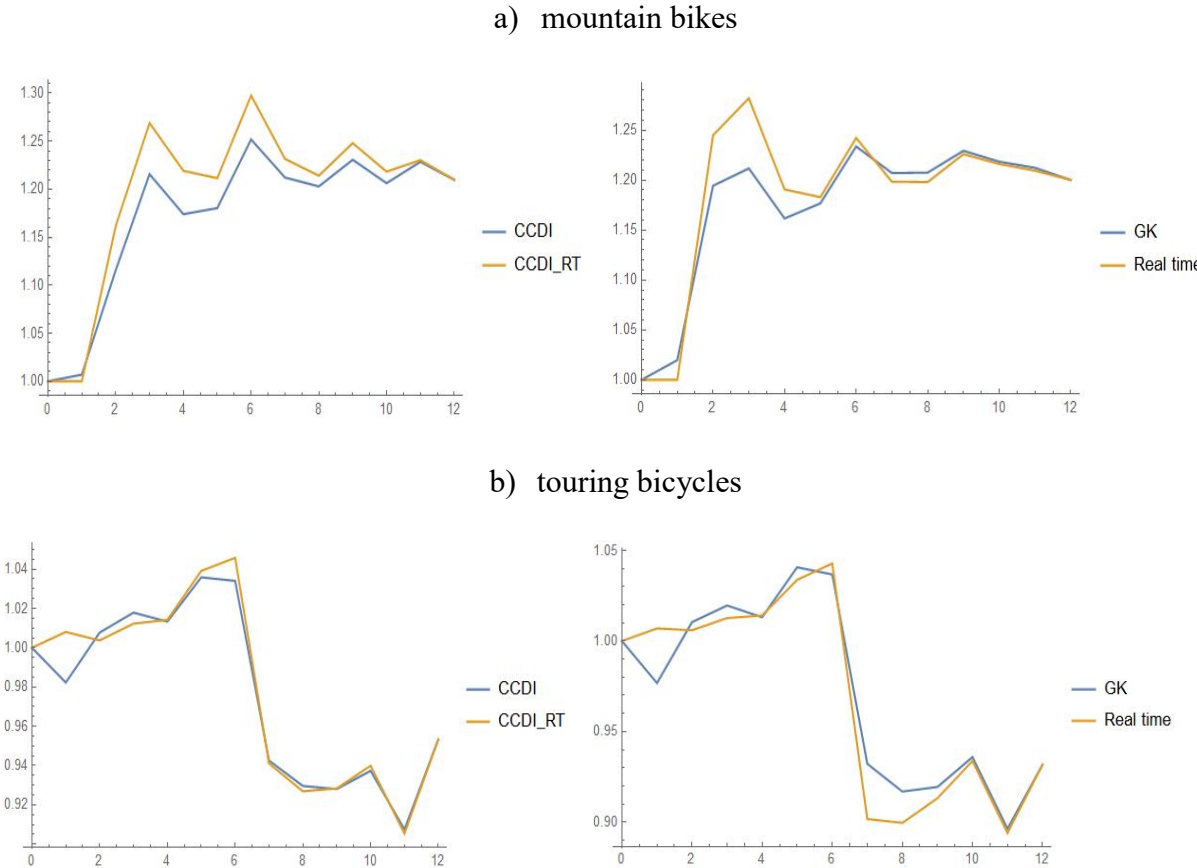 a) mountain bikes
1.30
1.25
1.20
1.15
1.10
1.05
1.00
0 2 4 6 8 10 12
CCDI
CCDI_RT
1.25
1.20
1.15
1.10
1.05
1.00
0 2 4 6 8 10 12
GK
Real time
b) touring bicycles
1.04
1.02
1.00
0.98
0.96
0.94
0.92
0 2 4 6 8 10 12
CCDI
CCDI_RT
1.05
1.00
0.95
0.90
0 2 4 6 8 10 12
GK
Real time